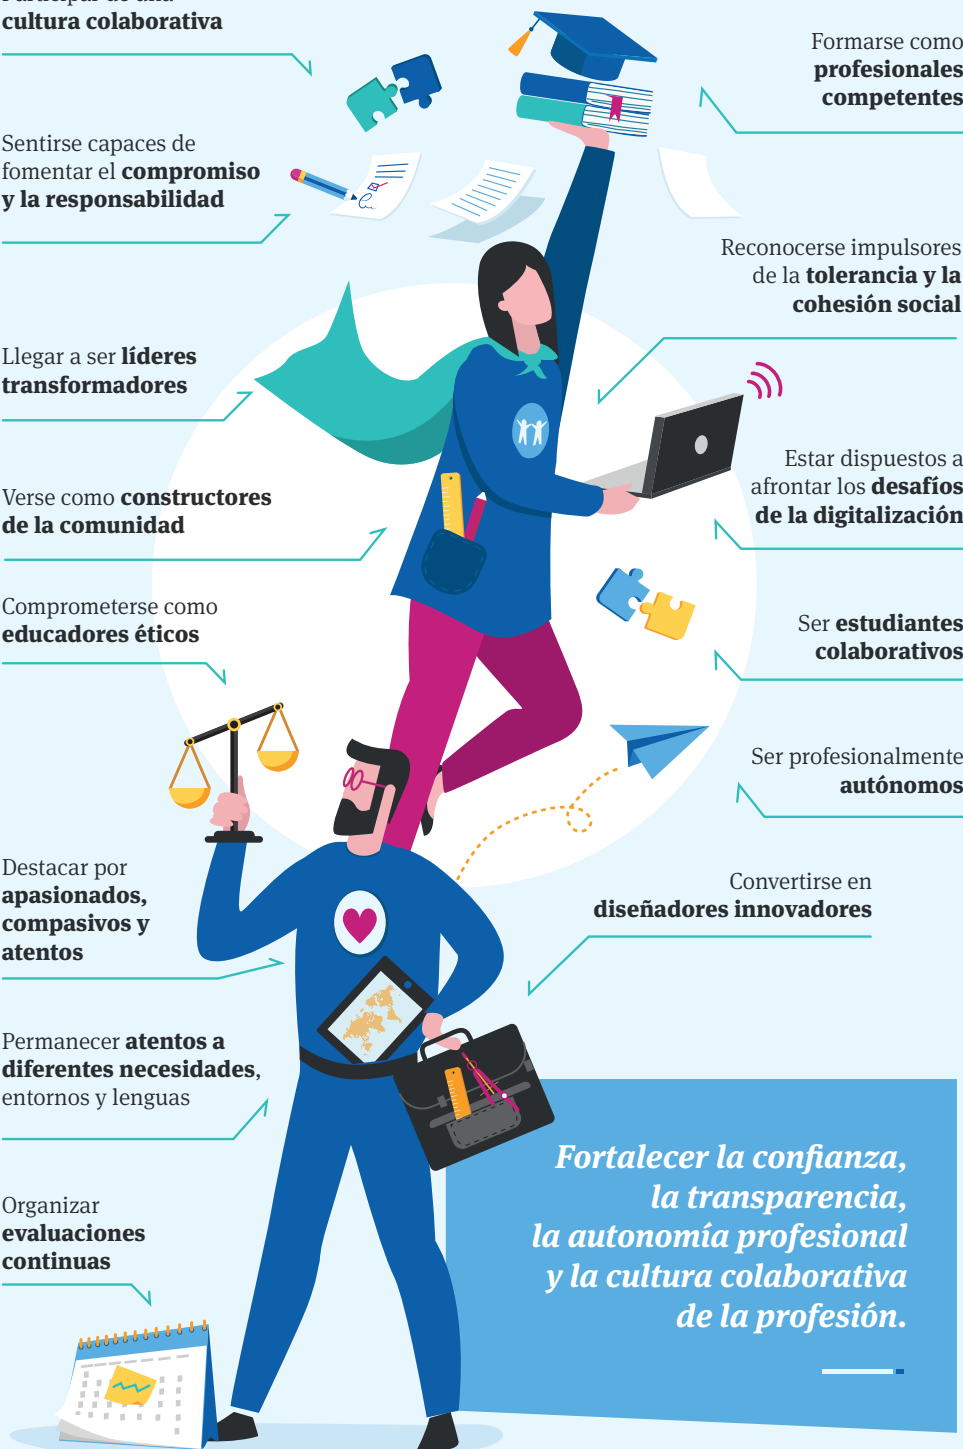 cultura colaborativa
Sentirse capaces de
fomentar el compromiso
y la responsabilidad
Llegar a ser líderes
transformadores
Verse como constructores
de la comunidad
Comprometerse como
educadores éticos
Destacar por
apasionados,
compasivos y
atentos
Permanecer atentos a
diferentes necesidades,
entornos y lenguas
Organizar
evaluaciones
continuas
Formarse como
profesionales
competentes
Reconocerse impulsores
de la tolerancia y la
cohesión social
Estar dispuestos a
afrontar los desafíos
de la digitalización
Ser estudiantes
colaborativos
Ser profesionalmente
autónomos
Convertirse en
diseñadores innovadores
Fortalecer la confianza,
la transparencia,
la autonomía profesional
y la cultura colaborativa
de la profesión.